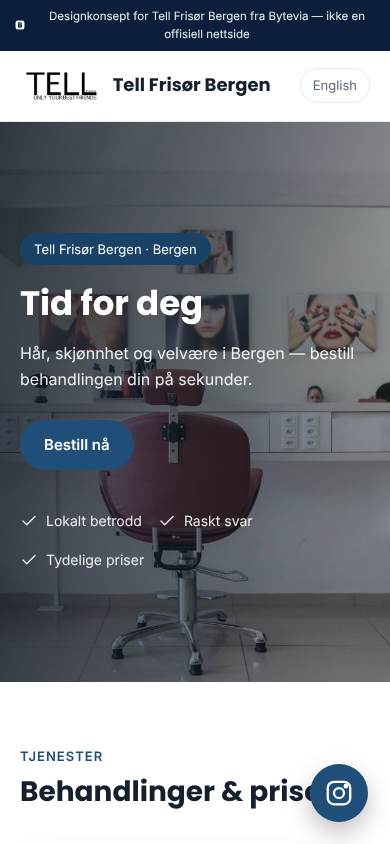 Designkonsept for Tell Frisør Bergen fra Bytevia — ikke en
offisiell nettside
TELL
ONLY YOUR BEST FRIENDS
Tell Frisør Bergen
English
Tell Frisør Bergen · Bergen
Tid for deg
Hår, skjønnhet og velvære i Bergen — bestill
behandlingen din på sekunder.
Bestill nå
Lokalt betrodd
Raskt svar
Tydelige priser
TJENESTER
Behandlinger & prise